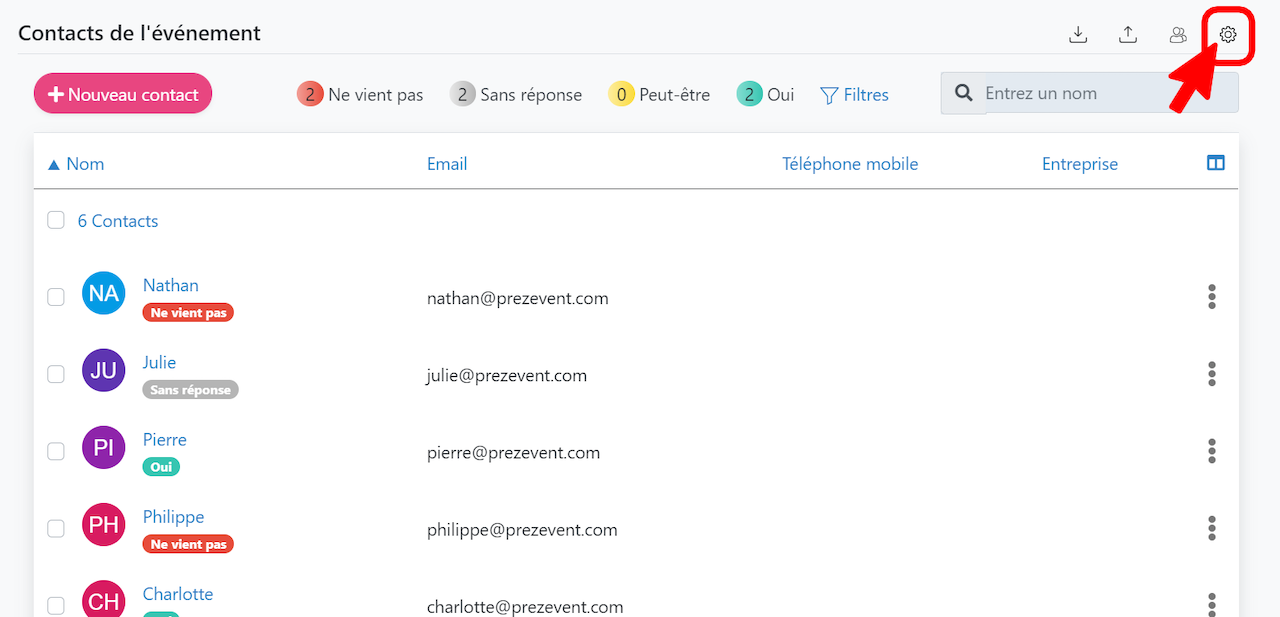 Contacts de l'événement
Nouveau contact
2 Ne vient pas
2 Sans réponse
0 Peut-être
2 Oui
Filtres
Entrez un nom
Nom Email Téléphone mobile Entreprise
6 Contacts
NA Nathan
Ne vient pas
nathan@prezevent.com
JU Julie
Sans réponse
julie@prezevent.com
PI Pierre
Oui
pierre@prezevent.com
PH Philippe
Ne vient pas
philippe@prezevent.com
CH Charlotte
charlotte@prezevent.com